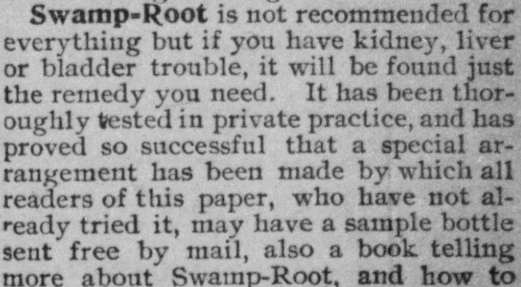 Swamp-Root is not recommended for
everything but if you have kidney, liver
or bladder trouble, it will be found just
the remedy you need. It has been thor-
oughly tested in private practice, and has
proved so successful that a special ar-
rangement has been made by which all
readers of this paper, who have not al-
ready tried it, may have a sample bottle
sent free by mail, also a book telling
more about Swamp-Root, and how to